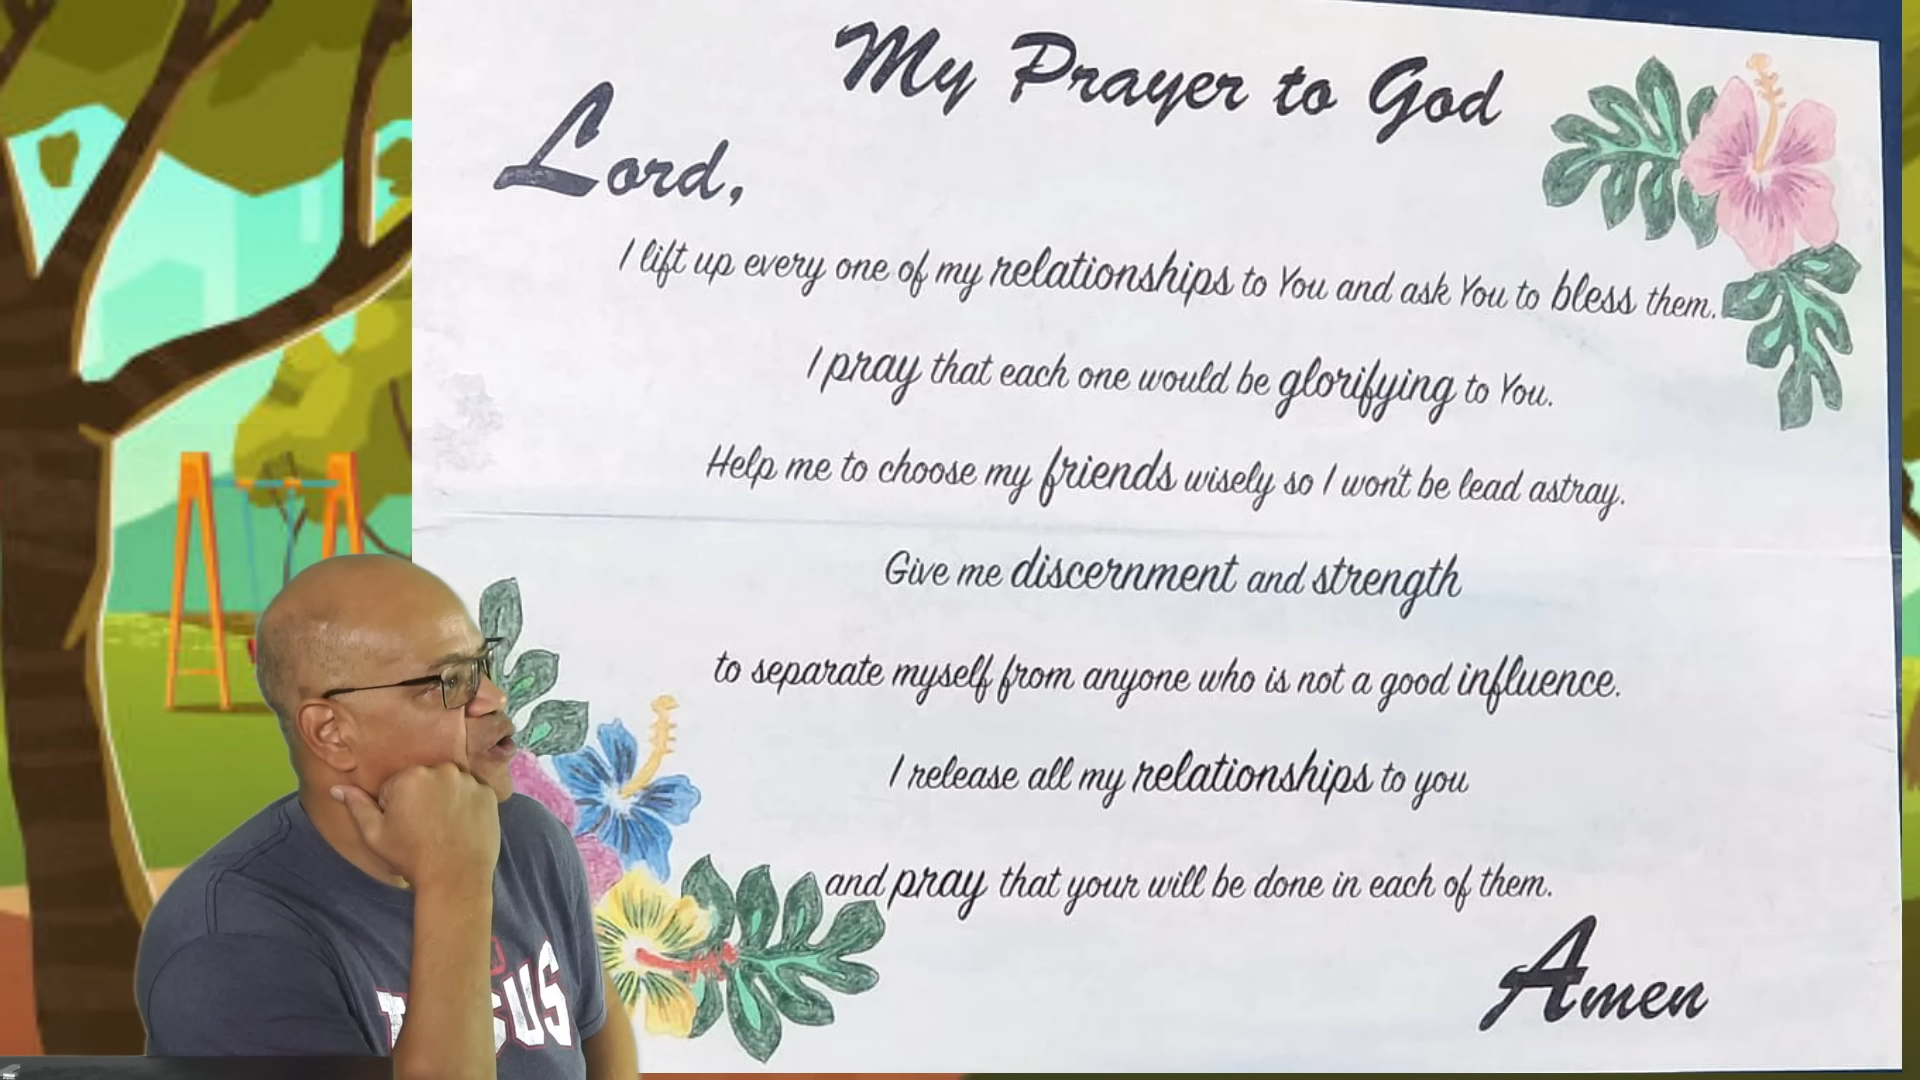 My Prayer to God
Lord,
I lift up every one of my relationships to You and ask You to bless them.
I pray that each one would be glorifying to You.
Help me to choose my friends wisely so I won't be lead astray.
Give me discernment and strength
to separate myself from anyone who is not a good influence.
I release all my relationships to you
and pray that your will be done in each of them.
Amen